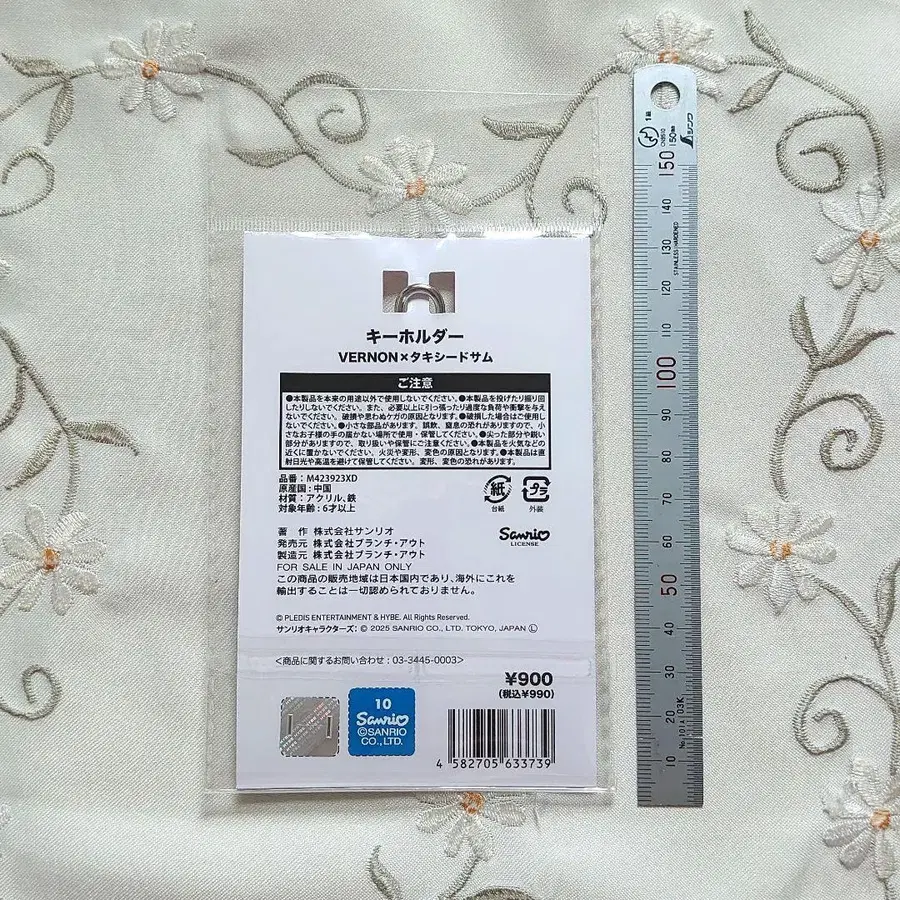 キーホルダー
VERNON×タキシードサム
ご注意
●本製品を本来の用途以外で使用しないでください。●本製品を投げたり振り回
したりしないでください。また、必要以上に引っ張ったり過度な負荷や衝撃を与え
ないでください。破損や思わぬケガの原因となります。●破損した場合はご使用し
ないでください。●小さな部品があります。誤飲、窒息の恐れがありますので、小
さなお子様の手の届かない場所で使用・保管してください。●尖った部分や鋭い
部分がありますので、取り扱いや保管にご注意ください。●本製品を火気などの
近くに置かないでください。火災や変形、変色の原因となります。●本製品は直
射日光や高温を避けて保管してください。変形、変色の恐れがあります。
品番：M423923XD
原産国：中国
材質：アクリル、鉄
対象年齢：6才以上
紙
台紙
プラ
外装
著　作 株式会社サンリオ
発売元 株式会社ブランチ・アウト
製造元 株式会社ブランチ・アウト
Sanrio
LICENSE
FOR SALE IN JAPAN ONLY
この商品の販売地域は日本国内であり、海外にこれを
輸出することは一切認められておりません。
© PLEDIS ENTERTAINMENT & HYBE. All Rights Reserved.
サンリオキャラクターズ：© 2025 SANRIO CO., LTD. TOKYO, JAPAN Ⓛ
<商品に関するお問い合わせ：03-3445-0003>
¥900
(税込¥990)
10
Sanrio
©SANRIO
CO., LTD.
4 582705 633739
1級
150mm
シンワ
150
140
130
STAINLESS HARDEND
120
110
100
90
80
70
60
50
40
30
20
10
No.101A 03K